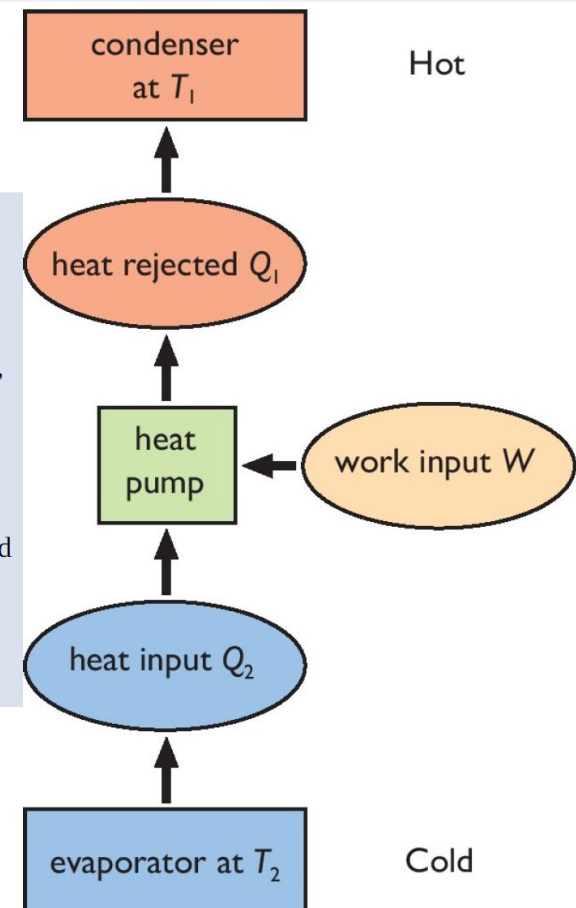 condenser
at T₁
Hot
heat rejected Q₁
,
heat
pump
work input W
d
heat input Q₂
evaporator at T₂
Cold